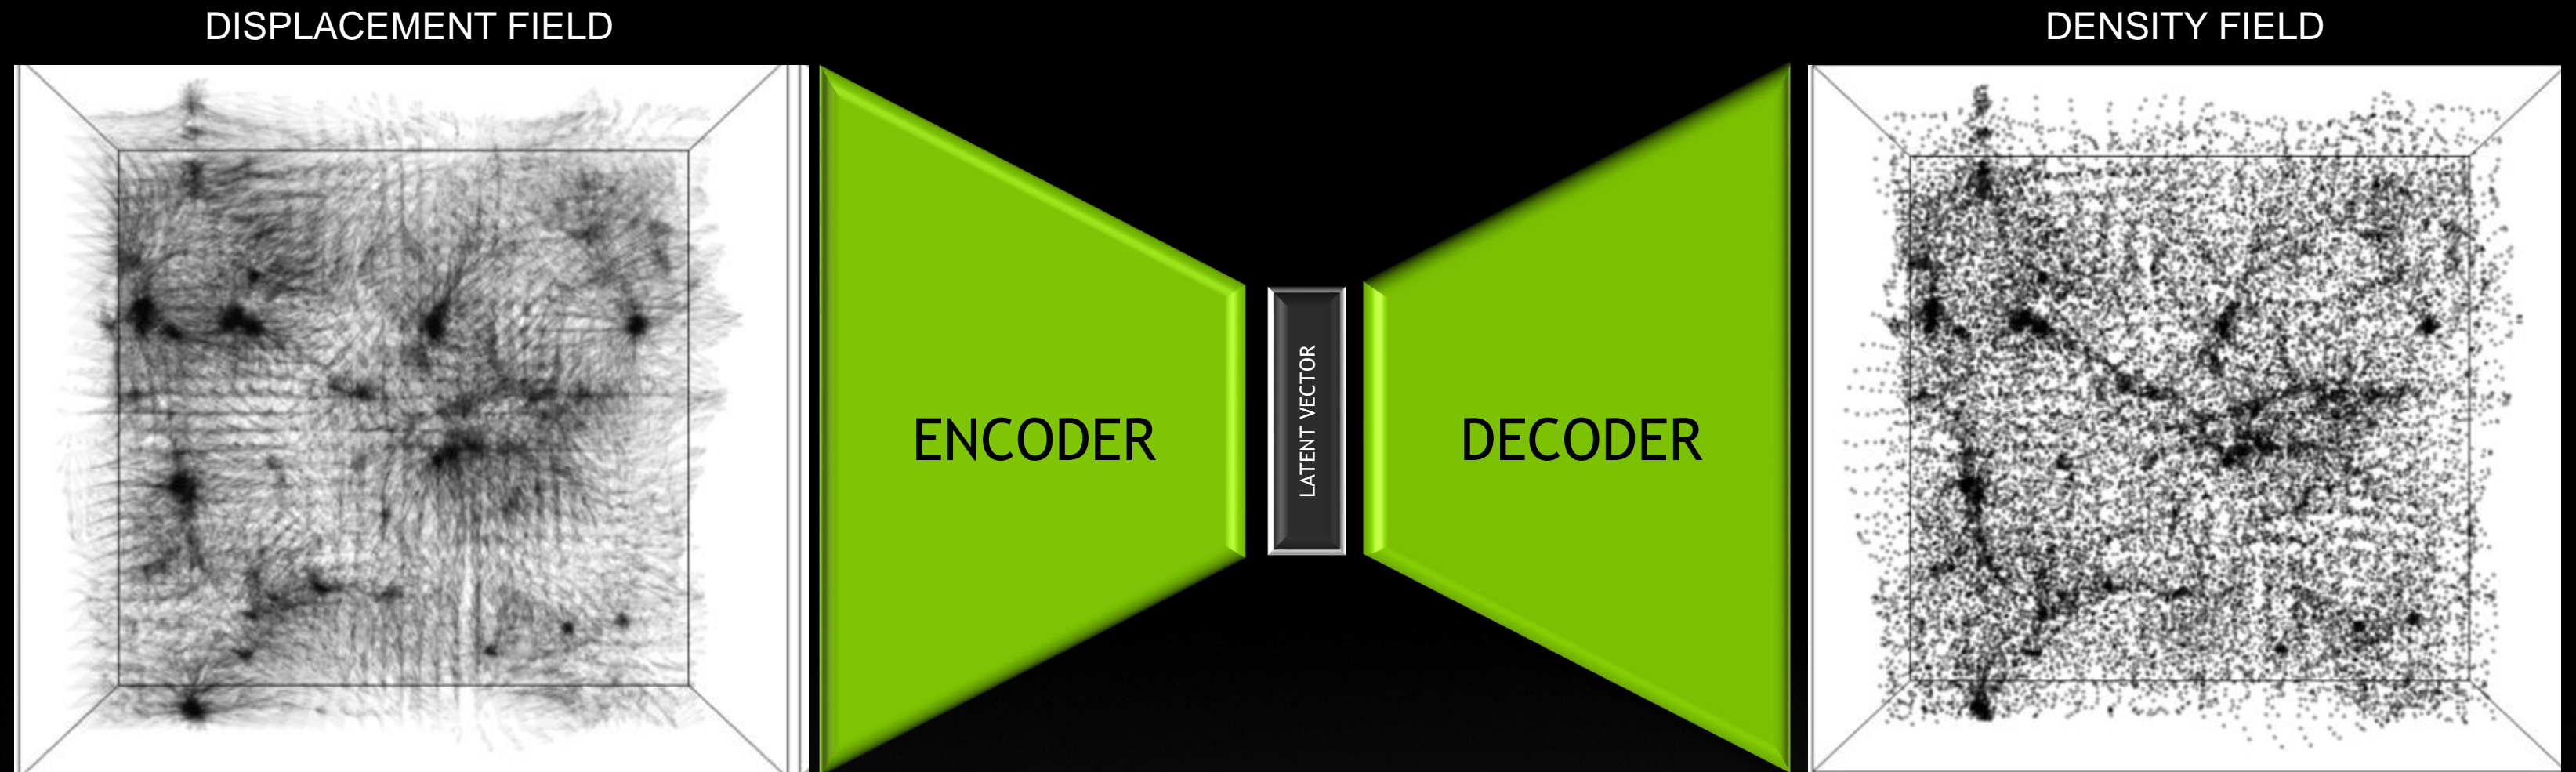 DISPLACEMENT FIELD
DENSITY FIELD
ENCODER
LATENT VECTOR
DECODER